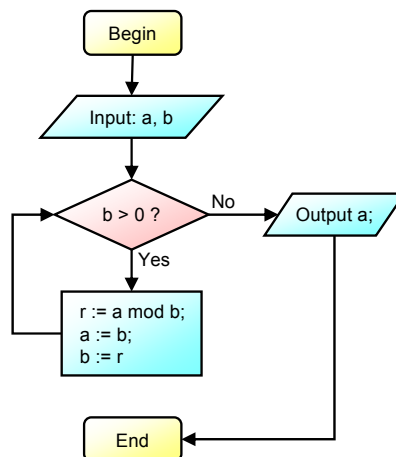 Begin
Input: a, b
b > 0 ?
No
Output a;
Yes
r := a mod b;
a := b;
b := r
End